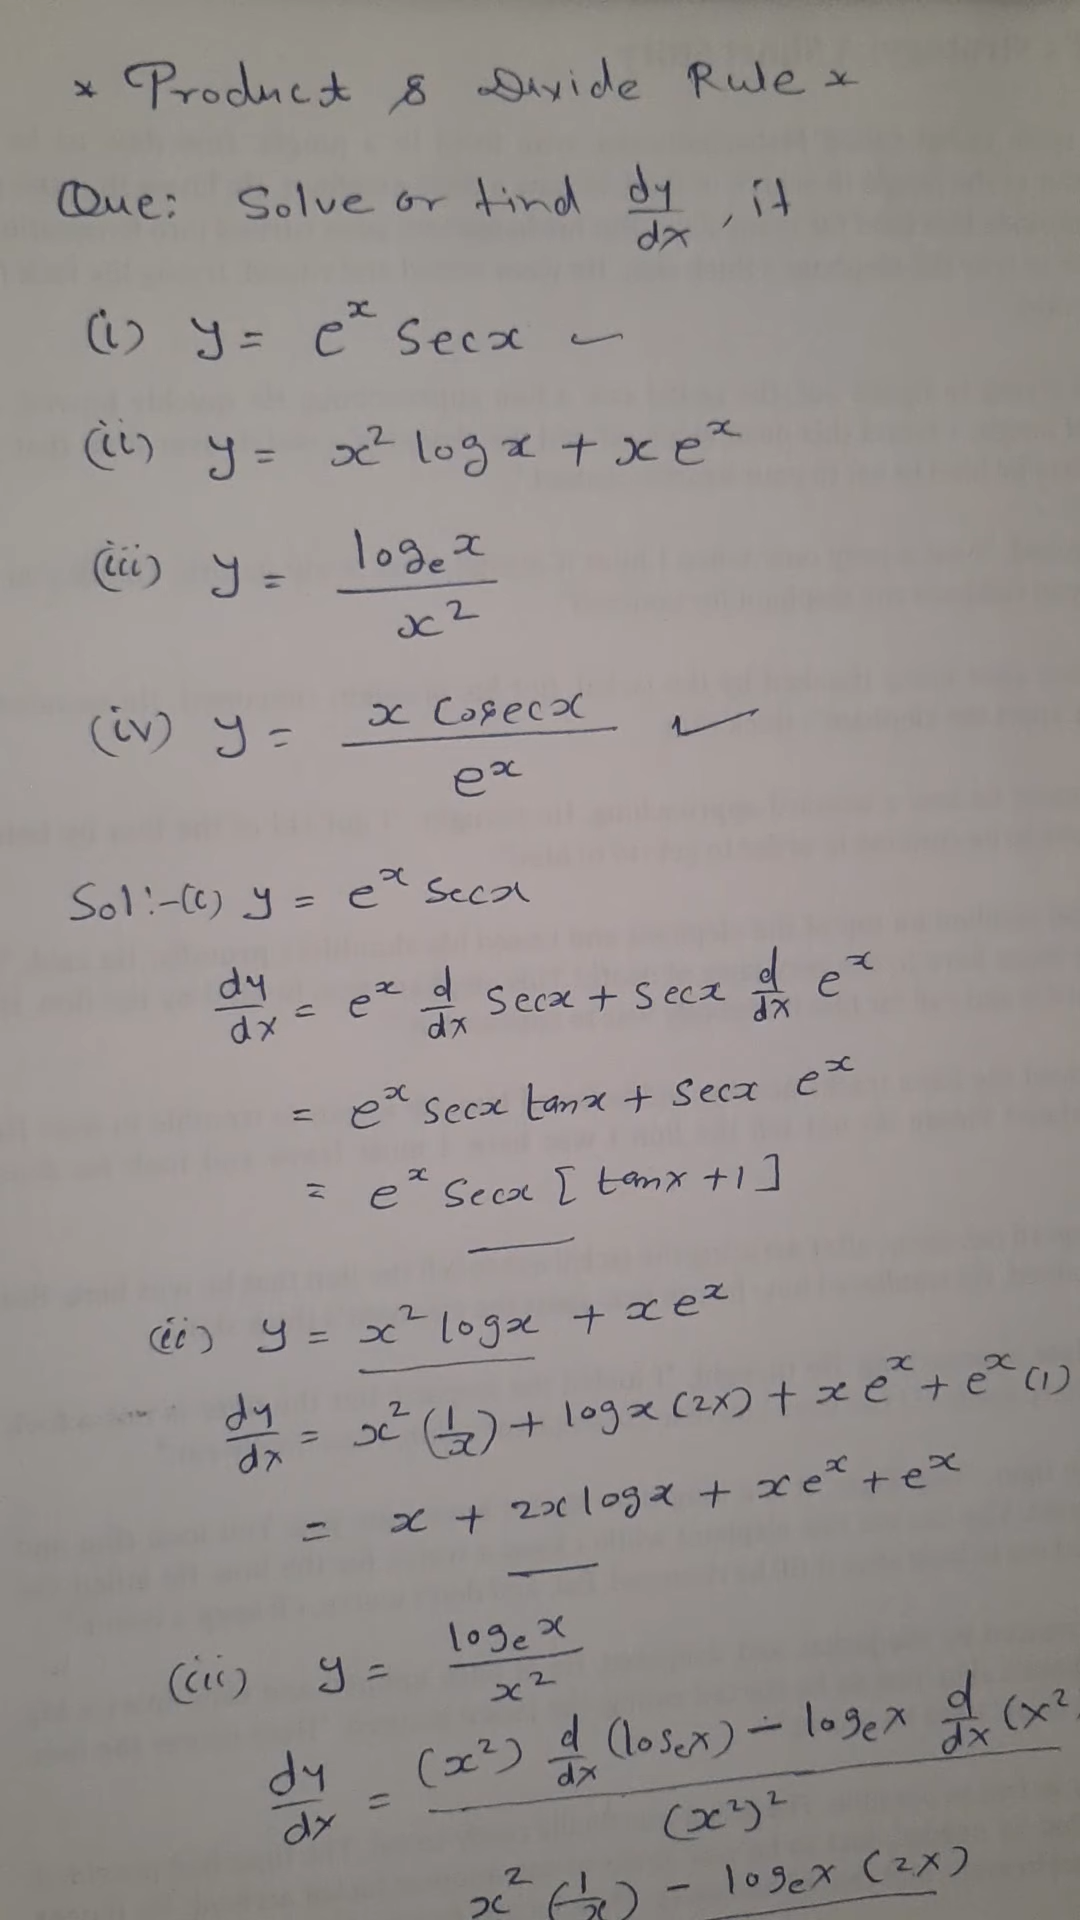 * Product & Divide Rule *
Que: Solve or find dy/dx, if
(i) y = e^x Secx
(ii) y = x² log x + x e^x
(iii) y = logₑ x / x²
(iv) y = x Cosecx / e^x
Sol:-(i) y = e^x Secx
dy/dx = e^x d/dx Secx + Secx d/dx e^x
= e^x Secx tanx + Secx e^x
= e^x Secx [tanx + 1]
(ii) y = x² logx + x e^x
dy/dx = x² (1/x) + logx (2x) + x e^x + e^x (1)
= x + 2x logx + x e^x + e^x
(iii) y = logₑ x / x²
dy/dx = (x²) d/dx (logₑx) - logₑx d/dx (x² / (x²)²
x² (1/x) - logₑx (2x)